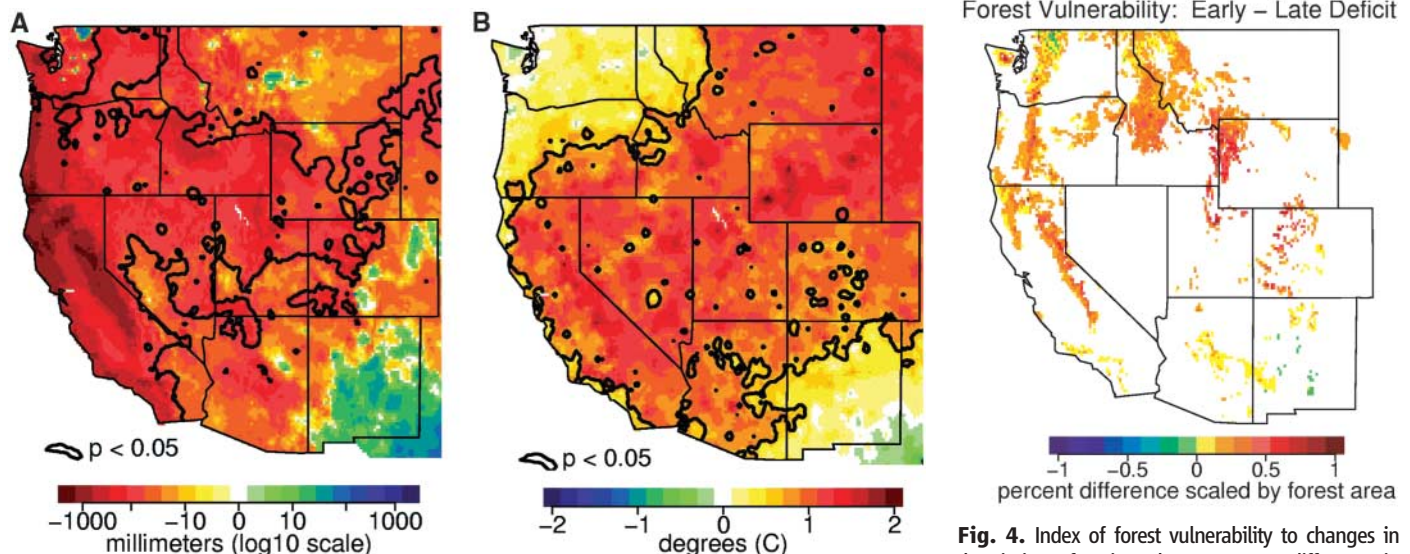 A
p < 0.05
-1000 -10 0 10 1000
millimeters (log10 scale)
B
p < 0.05
-2 -1 0 1 2
degrees (C)
Forest Vulnerability: Early – Late Deficit
-1 -0.5 0 0.5 1
percent difference scaled by forest area
Fig. 4. Index of forest vulnerability to changes in